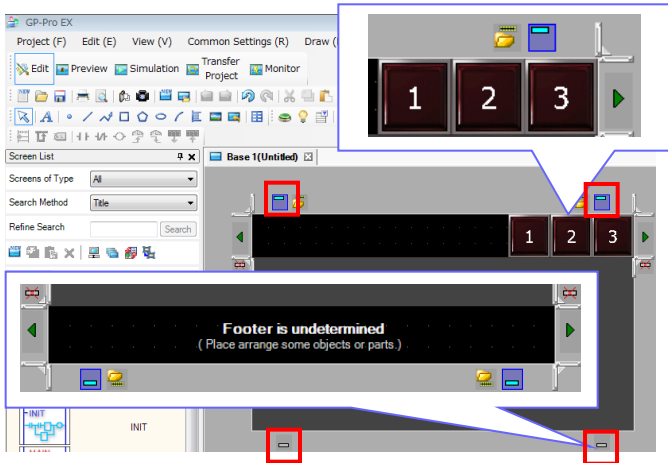 GP-Pro EX
Project (F) Edit (E) View (V) Common Settings (R) Draw (
Edit Preview Simulation Transfer Project Monitor
1 2 3
Screen List
Base 1(Untitled)
Screens of Type All
Search Method Title
Refine Search Search
1 2 3
Footer is undetermined
( Place arrange some objects or parts.)
INIT INIT